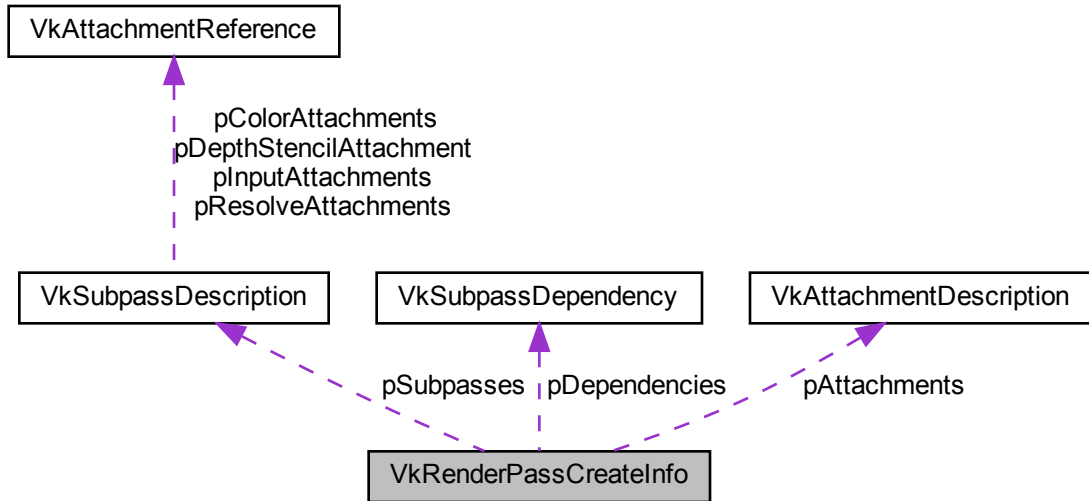 VkAttachmentReference
pColorAttachments
pDepthStencilAttachment
pInputAttachments
pResolveAttachments
VkSubpassDescription
VkSubpassDependency
VkAttachmentDescription
pSubpasses
pDependencies
pAttachments
VkRenderPassCreateInfo